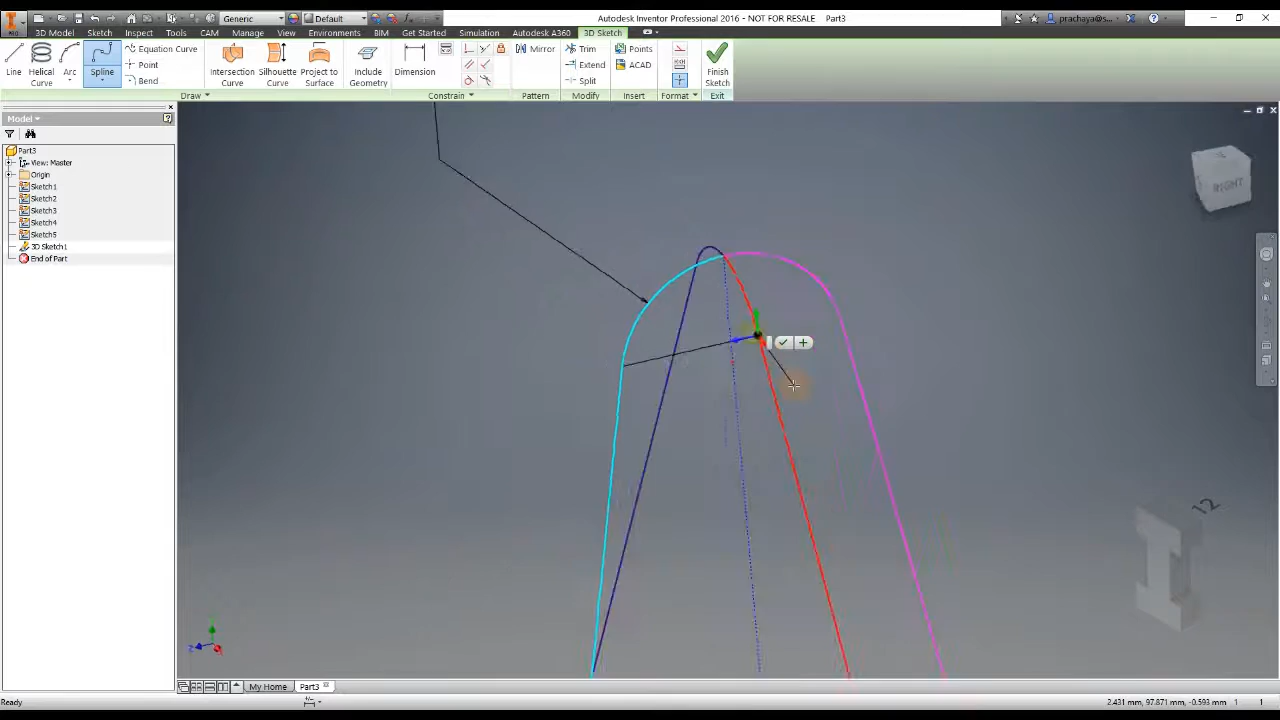 Generic
Default
Autodesk Inventor Professional 2016 - NOT FOR RESALE Part3
prachaya@s...
3D Model
Sketch
Inspect
Tools
CAM
Manage
View
Environments
BIM
Get Started
Simulation
Autodesk A360
3D Sketch
Line
Helical Curve
Arc
Spline
Equation Curve
Point
Bend
Intersection Curve
Silhouette Curve
Project to Surface
Include Geometry
Dimension
Mirror
Trim
Extend
Split
Points
ACAD
Finish Sketch
Draw
Constrain
Pattern
Modify
Insert
Format
Exit
Model
Part3
View: Master
Origin
Sketch1
Sketch2
Sketch3
Sketch4
Sketch5
3D Sketch1
End of Part
RIGHT
12
My Home
Part3
Ready
2.431 mm, 97.871 mm, -0.593 mm
1
1